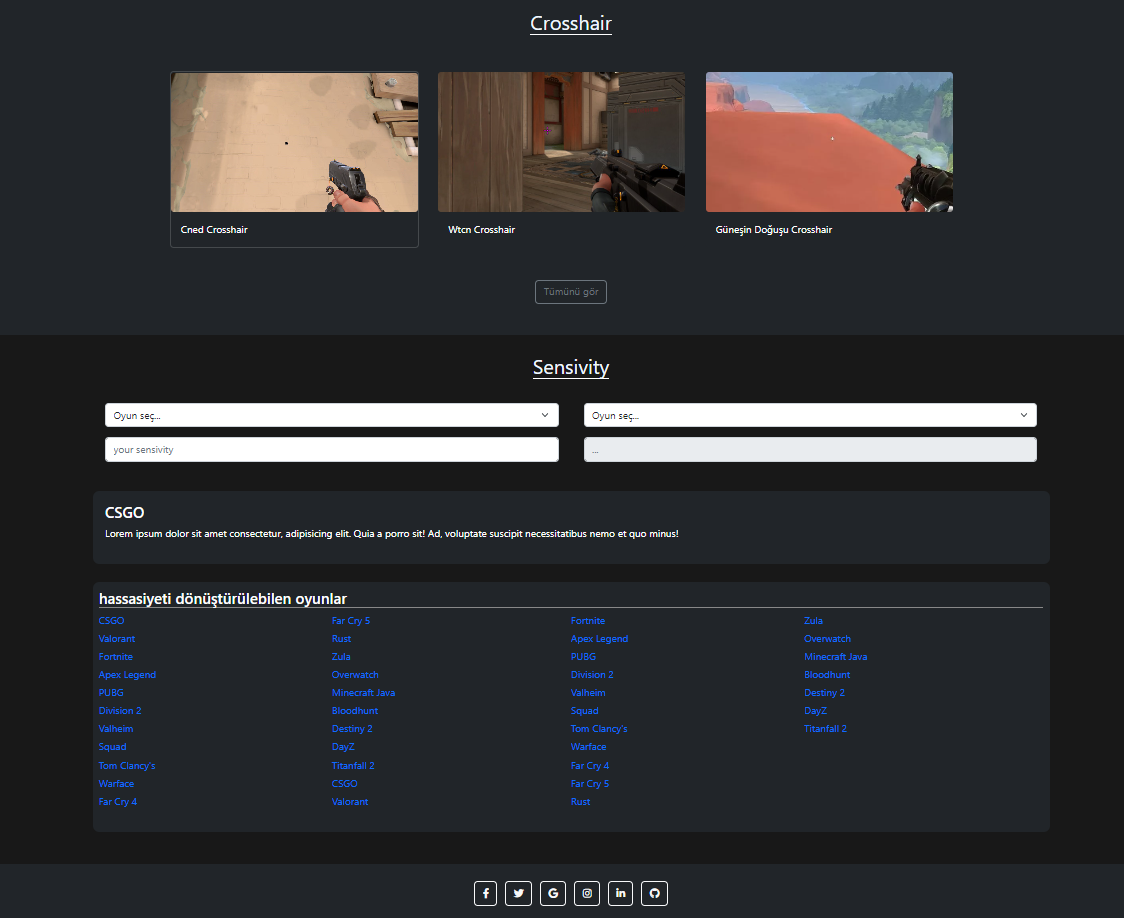 Crosshair
Cned Crosshair
Wtcn Crosshair
Güneşin Doğuşu Crosshair
Tümünü gör
Sensivity
Oyun seç...
Oyun seç...
your sensivity
...
CSGO
Lorem ipsum dolor sit amet consectetur, adipisicing elit. Quia a porro sit! Ad, voluptate suscipit necessitatibus nemo et quo minus!
hassasiyeti dönüştürülebilen oyunlar
CSGO
Valorant
Fortnite
Apex Legend
PUBG
Division 2
Valheim
Squad
Tom Clancy's
Warface
Far Cry 4
Far Cry 5
Rust
Zula
Overwatch
Minecraft Java
Bloodhunt
Destiny 2
DayZ
Titanfall 2
CSGO
Valorant
Fortnite
Apex Legend
PUBG
Division 2
Valheim
Squad
Tom Clancy's
Warface
Far Cry 4
Far Cry 5
Rust
Zula
Overwatch
Minecraft Java
Bloodhunt
Destiny 2
DayZ
Titanfall 2